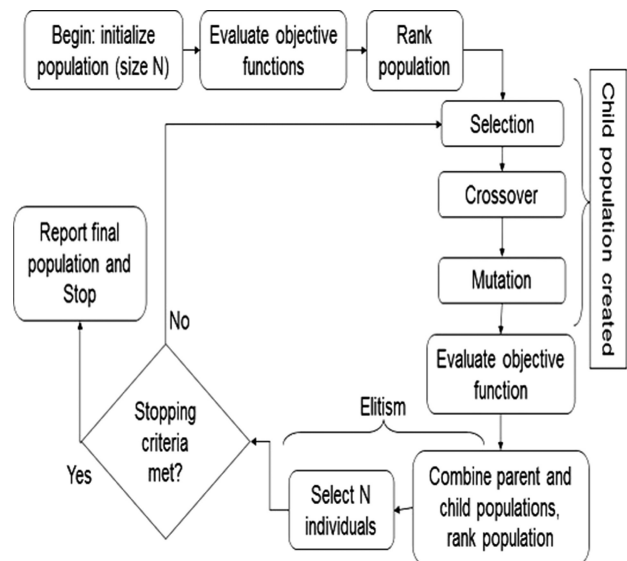 Begin: initialize
population (size N)
Evaluate objective
functions
Rank
population
Selection
Crossover
Mutation
Child population created
Evaluate objective
function
Combine parent and
child populations,
rank population
Elitism
Select N
individuals
Stopping
criteria
met?
No
Yes
Report final
population and
Stop